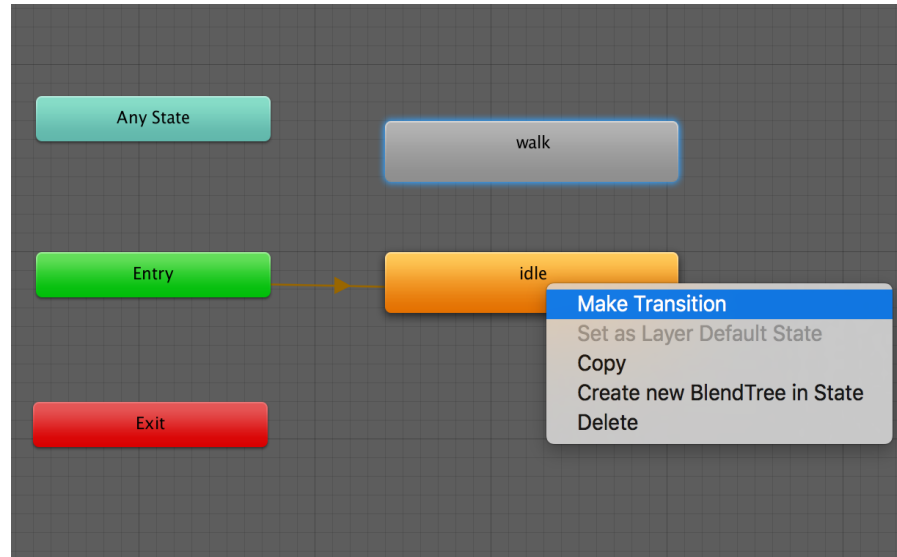 Any State
walk
Entry
idle
Make Transition
Set as Layer Default State
Copy
Create new BlendTree in State
Delete
Exit